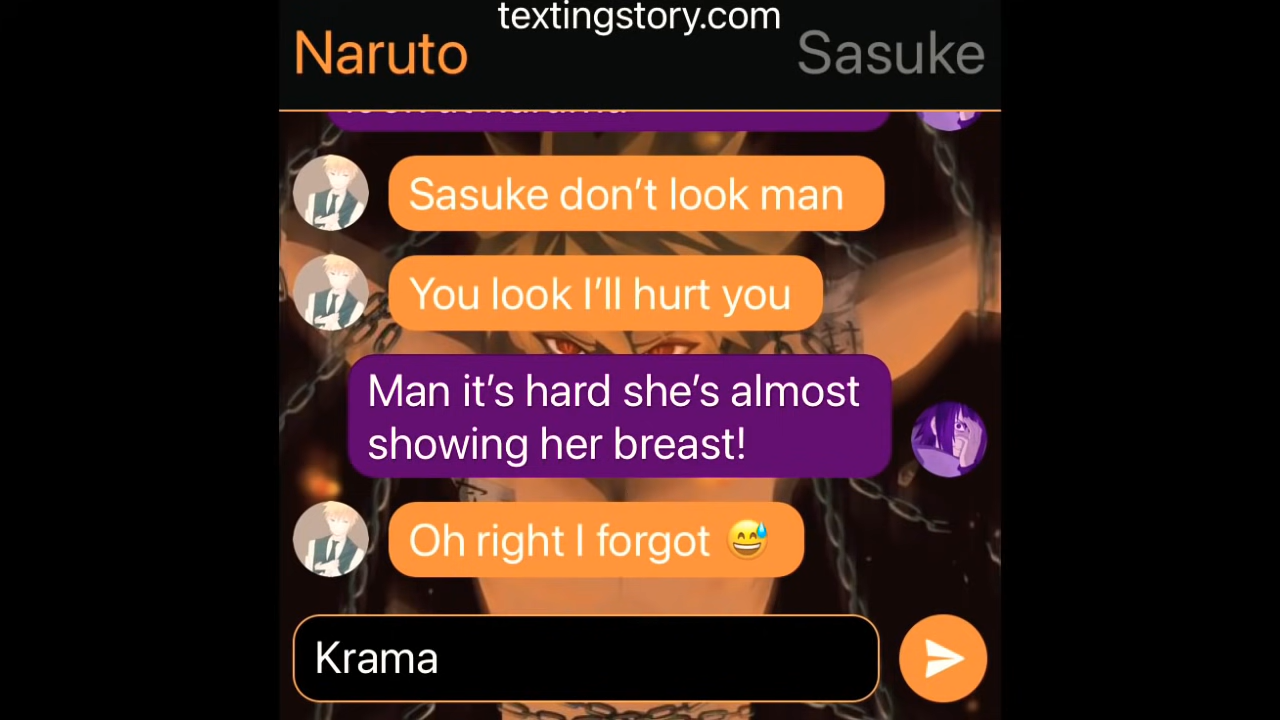 textingstory.com
Naruto
Sasuke
Sasuke don’t look man
You look I’ll hurt you
Man it’s hard she’s almost
showing her breast!
Oh right I forgot 😅
Krama